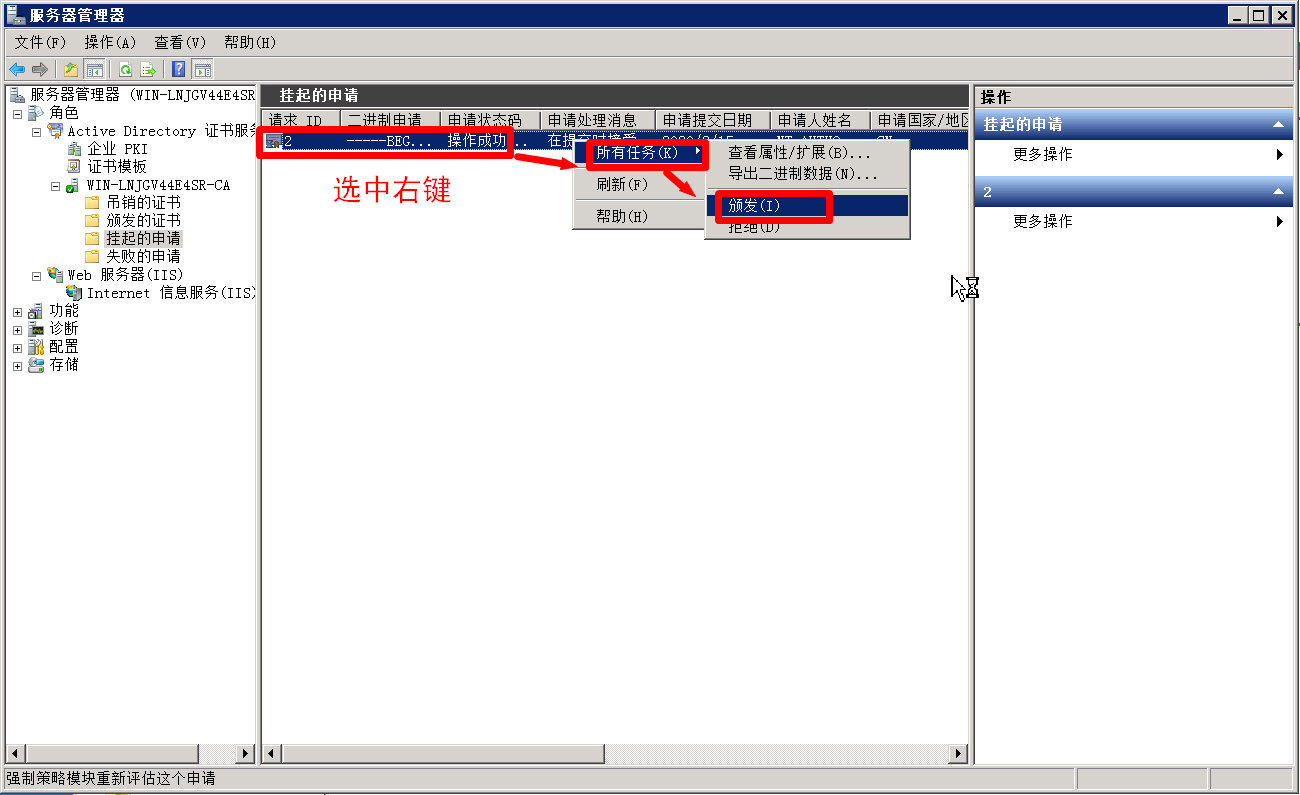 服务器管理器
文件(F) 操作(A) 查看(V) 帮助(H)
服务器管理器 (WIN-LNJGV44E4SR
角色
Active Directory 证书服务
企业 PKI
证书模板
WIN-LNJGV44E4SR-CA
吊销的证书
颁发的证书
挂起的申请
失败的申请
Web 服务器(IIS)
Internet 信息服务(IIS)
功能
诊断
配置
存储
挂起的申请
请求 ID 二进制申请 申请状态码 申请处理消息 申请提交日期 申请人姓名 申请国家/地区
2 -----BEG... 操作成功... 在提交时接受
选中右键
所有任务(K)
刷新(F)
帮助(H)
查看属性/扩展(B)...
导出二进制数据(N)...
颁发(I)
拒绝(D)
操作
挂起的申请
更多操作
2
更多操作
强制策略模块重新评估这个申请